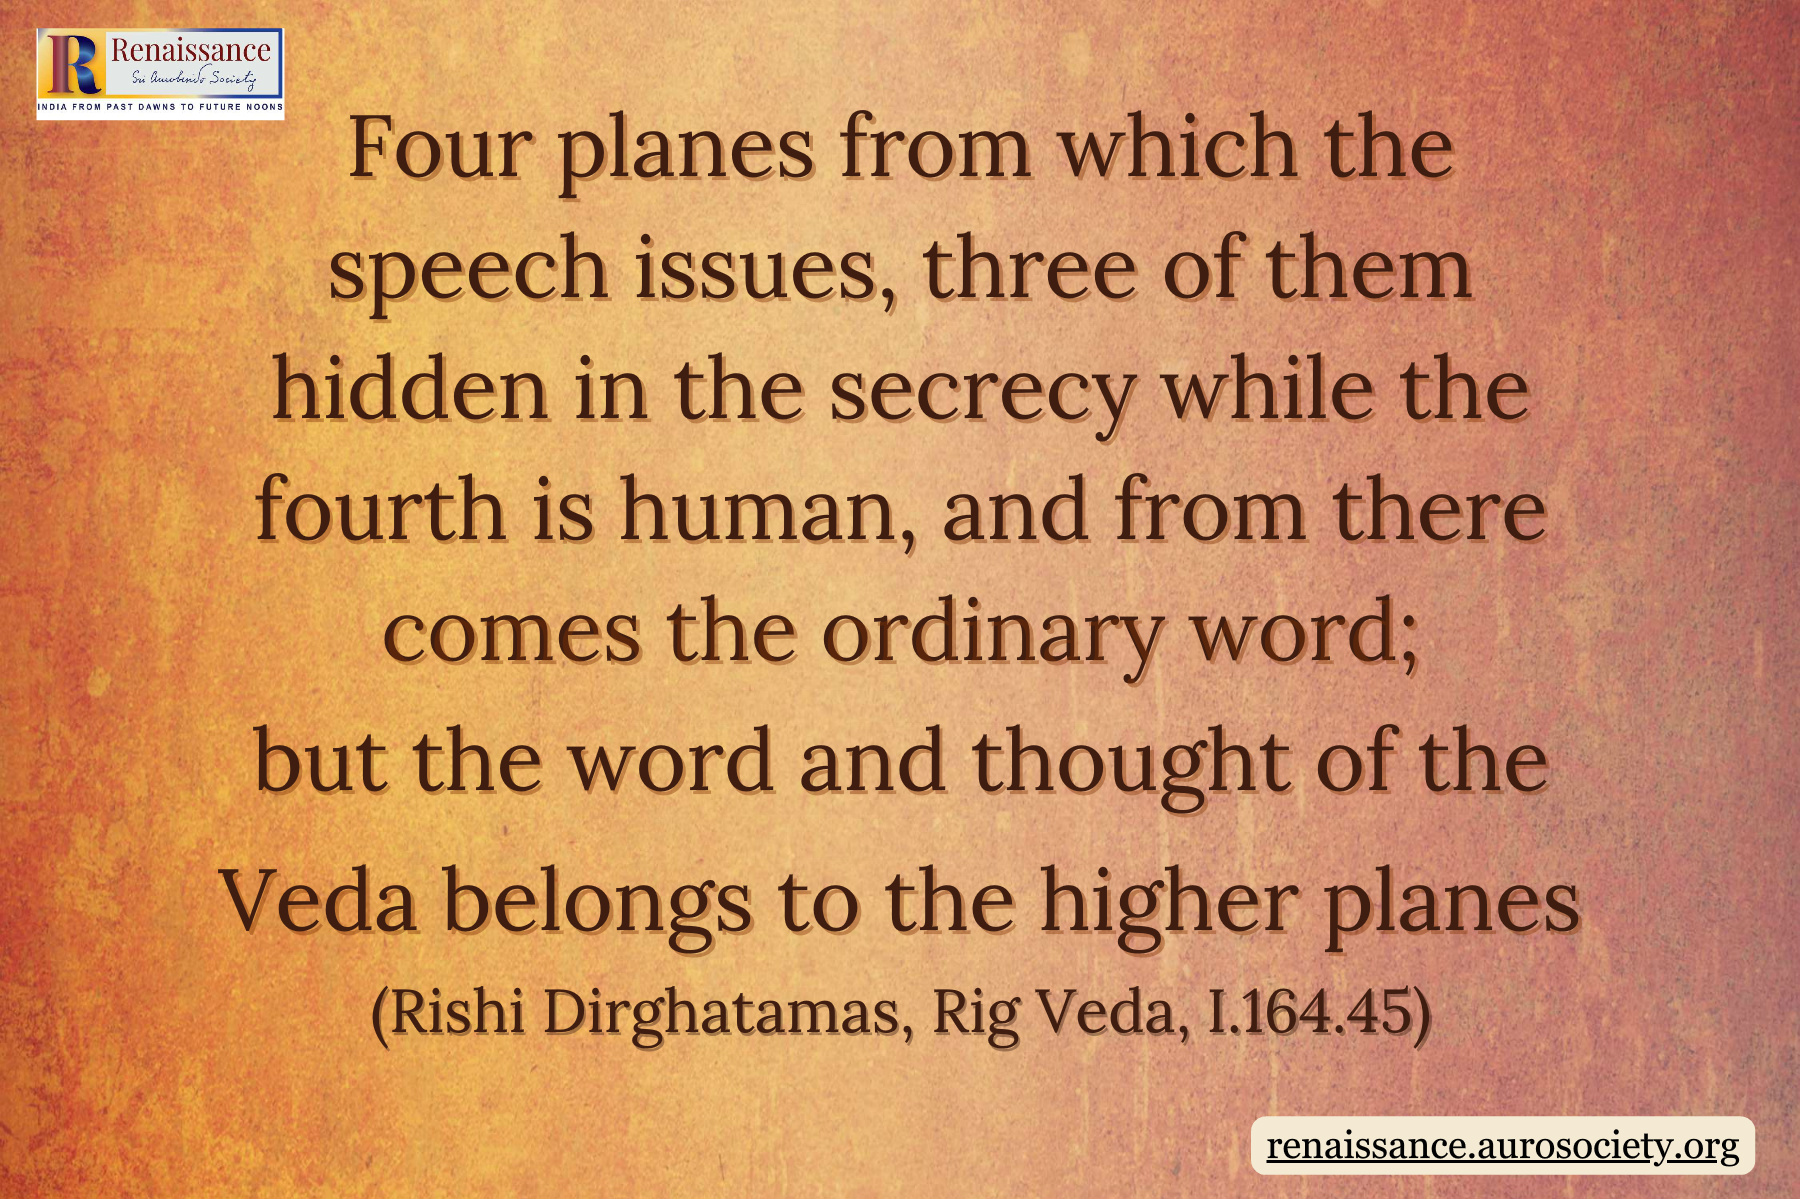 Renaissance
Sri Aurobindo Society
INDIA FROM PAST DAWNS TO FUTURE NOONS
Four planes from which the
speech issues, three of them
hidden in the secrecy while the
fourth is human, and from there
comes the ordinary word;
but the word and thought of the
Veda belongs to the higher planes
(Rishi Dirghatamas, Rig Veda, I.164.45)
renaissance.aurosociety.org